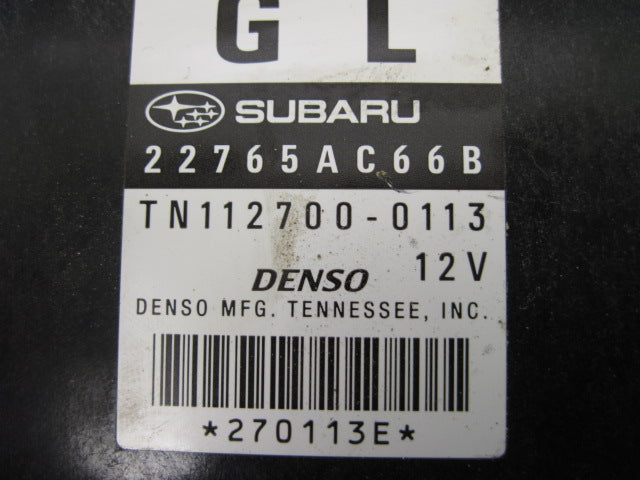 G L
SUBARU
22765AC66B
TN112700-0113
DENSO 12V
DENSO MFG. TENNESSEE, INC.
*270113E*